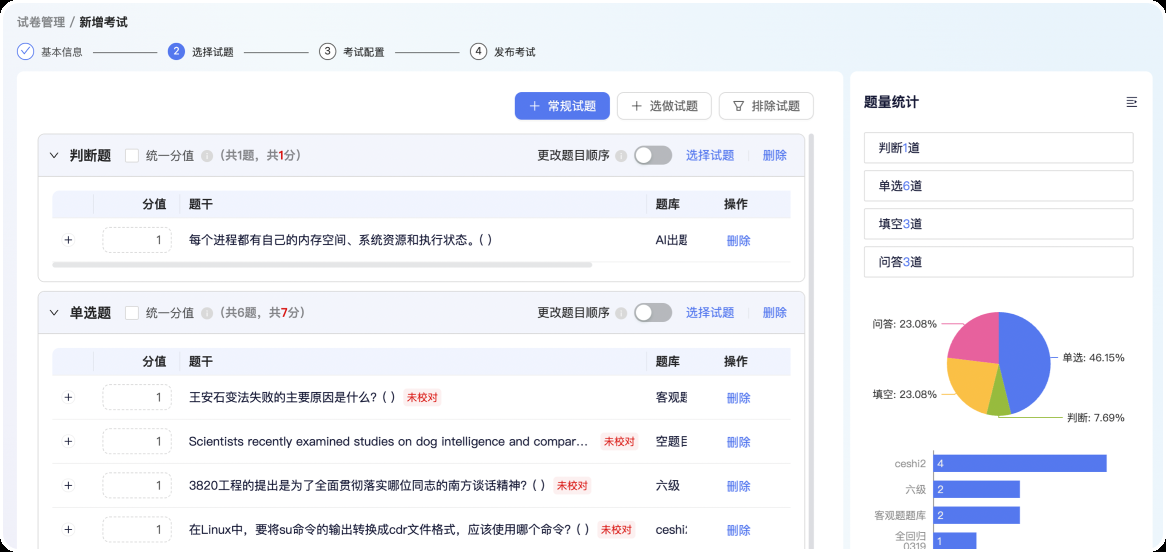 试卷管理 / 新增考试
基本信息 2 选择试题 3 考试配置 4 发布考试
+ 常规试题 + 选做试题 排除试题
判断题 统一分值 (共1题，共1分) 更改题目顺序 选择试题 删除
分值 题干 题库 操作
+ 1 每个进程都有自己的内存空间、系统资源和执行状态。( ) AI出题 删除
单选题 统一分值 (共6题，共7分) 更改题目顺序 选择试题 删除
分值 题干 题库 操作
+ 1 王安石变法失败的主要原因是什么？( ) 未校对 客观题 删除
+ 1 Scientists recently examined studies on dog intelligence and compar... 未校对 空题目 删除
+ 1 3820工程的提出是为了全面贯彻落实哪位同志的南方谈话精神？( ) 未校对 六级 删除
+ 1 在Linux中，要将su命令的输出转换成cdr文件格式，应该使用哪个命令？( ) 未校对 ceshi 删除
题量统计
判断1道
单选6道
填空3道
问答3道
问答: 23.08%
单选: 46.15%
填空: 23.08%
判断: 7.69%
ceshi2 4
六级 2
客观题题库 2
全回归 1
0319